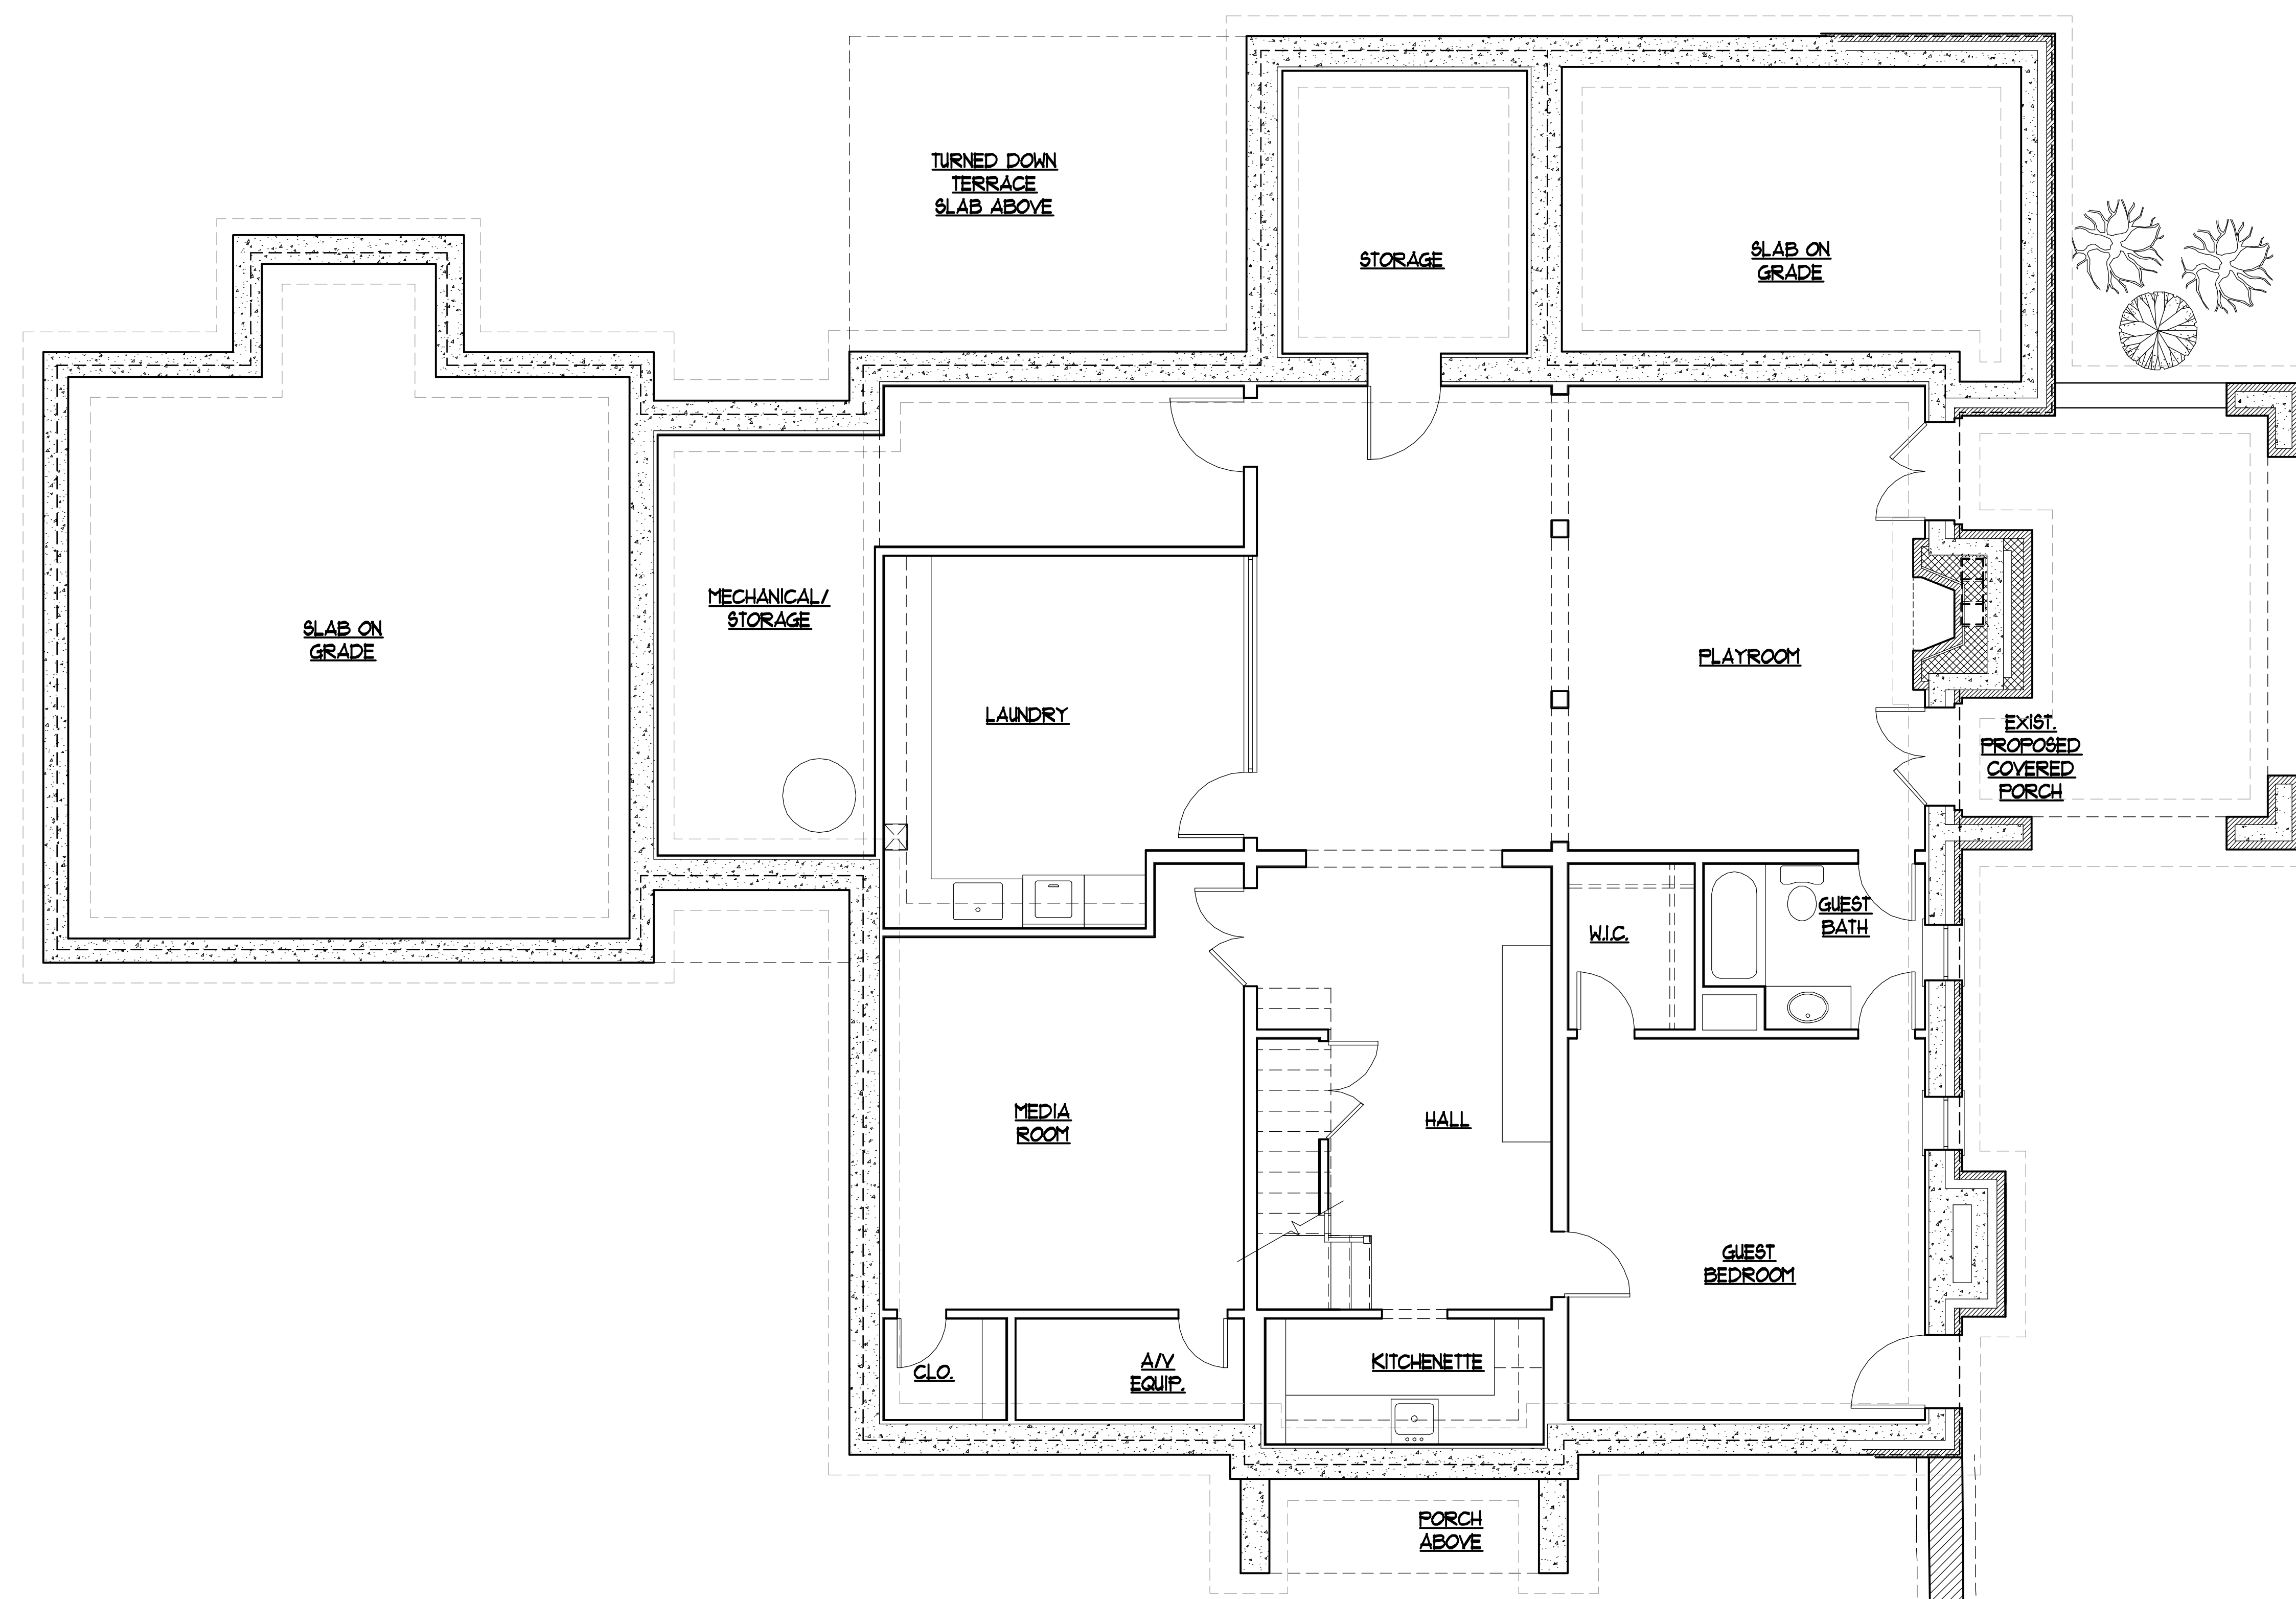 TURNED DOWN
TERRACE
SLAB ABOVE
STORAGE
SLAB ON
GRADE
SLAB ON
GRADE
MECHANICAL/
STORAGE
LAUNDRY
PLAYROOM
EXIST.
PROPOSED
COVERED
PORCH
W.I.C.
GUEST
BATH
MEDIA
ROOM
HALL
GUEST
BEDROOM
CLO.
A/V
EQUIP.
KITCHENETTE
PORCH
ABOVE